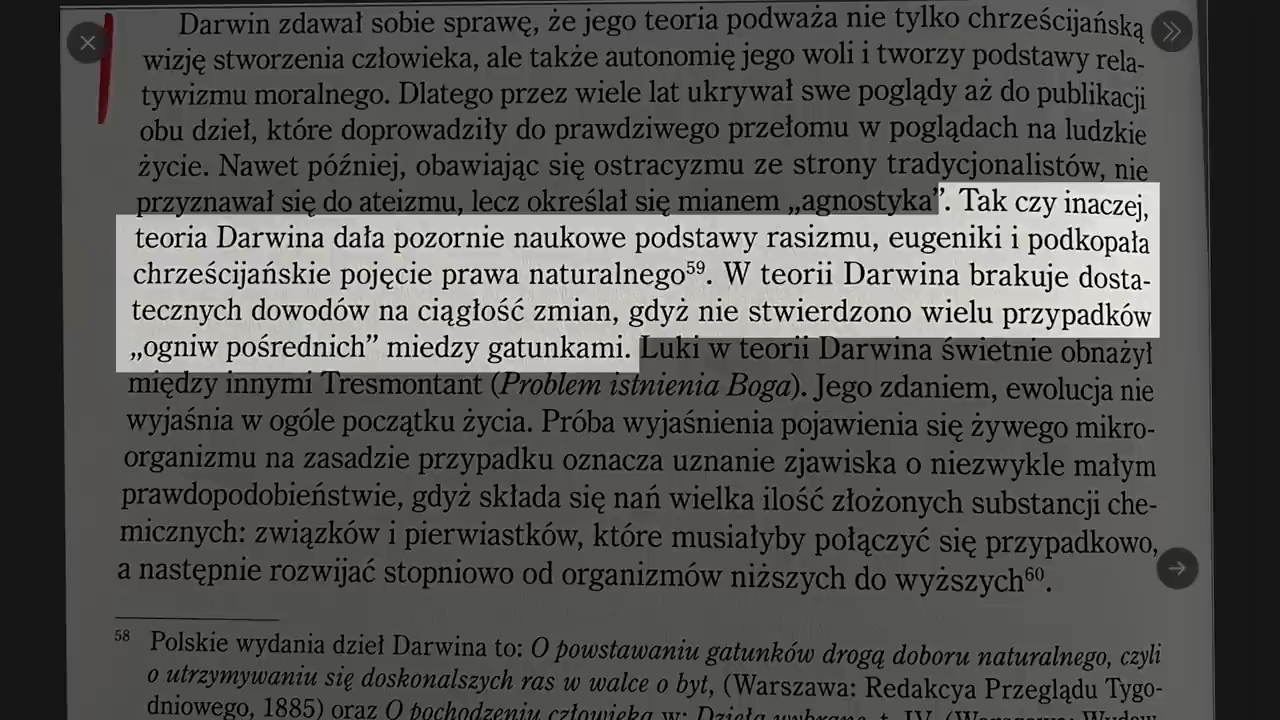 Darwin zdawał sobie sprawę, że jego teoria podważa nie tylko chrześcijańską
wizję stworzenia człowieka, ale także autonomię jego woli i tworzy podstawy rela-
tywizmu moralnego. Dlatego przez wiele lat ukrywał swe poglądy aż do publikacji
obu dzieł, które doprowadziły do prawdziwego przełomu w poglądach na ludzkie
życie. Nawet później, obawiając się ostracyzmu ze strony tradycjonalistów, nie
przyznawał się do ateizmu, lecz określał się mianem „agnostyka”. Tak czy inaczej,
teoria Darwina dała pozornie naukowe podstawy rasizmu, eugeniki i podkopała
chrześcijańskie pojęcie prawa naturalnego⁵⁹. W teorii Darwina brakuje dosta-
tecznych dowodów na ciągłość zmian, gdyż nie stwierdzono wielu przypadków
„ogniw pośrednich” miedzy gatunkami. Luki w teorii Darwina świetnie obnażył
między innymi Tresmontant (Problem istnienia Boga). Jego zdaniem, ewolucja nie
wyjaśnia w ogóle początku życia. Próba wyjaśnienia pojawienia się żywego mikro-
organizmu na zasadzie przypadku oznacza uznanie zjawiska o niezwykle małym
prawdopodobieństwie, gdyż składa się nań wielka ilość złożonych substancji che-
micznych: związków i pierwiastków, które musiałyby połączyć się przypadkowo,
a następnie rozwijać stopniowo od organizmów niższych do wyższych⁶⁰.
⁵⁸ Polskie wydania dzieł Darwina to: O powstawaniu gatunków drogą doboru naturalnego, czyli
o utrzymywaniu się doskonalszych ras w walce o byt, (Warszawa: Redakcya Przeglądu Tygo-
dniowego, 1885) oraz O pochodzeniu człowieka w: Dzieła wybrane, t. IV, (Warszawa: